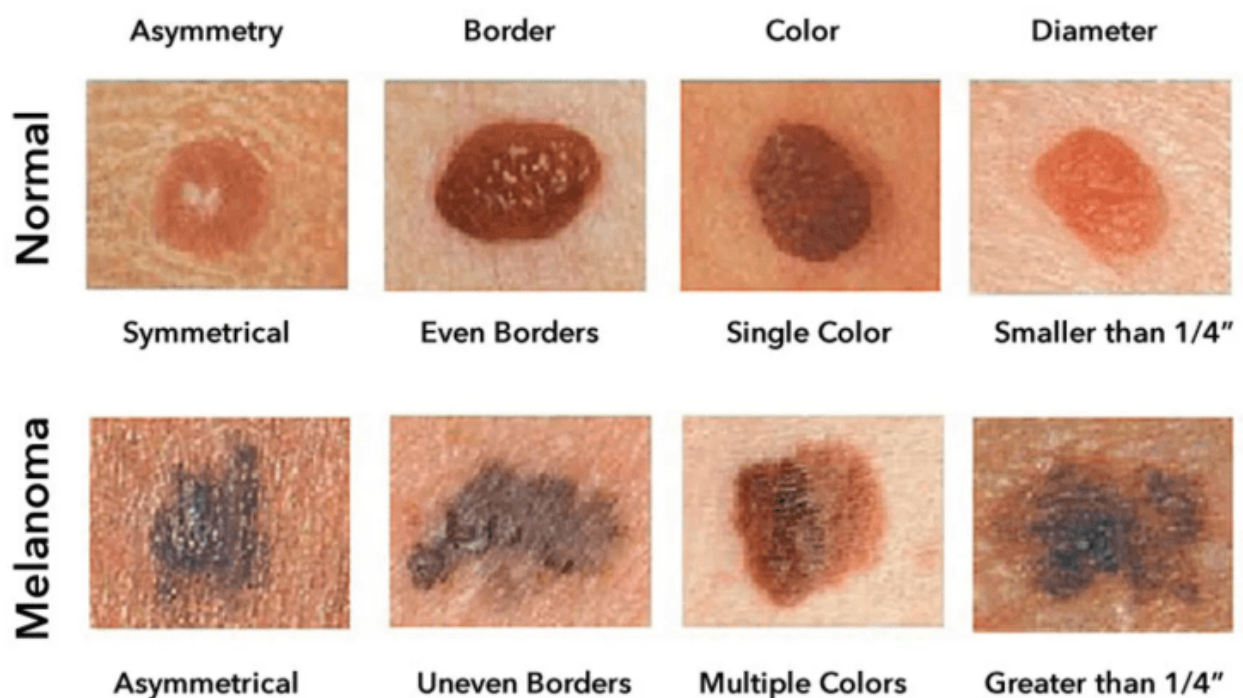 Asymmetry Border Color Diameter
Normal
Symmetrical Even Borders Single Color Smaller than 1/4”
Melanoma
Asymmetrical Uneven Borders Multiple Colors Greater than 1/4”